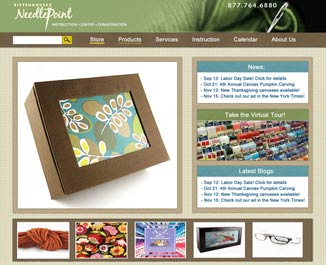 RITTENHOUSE
NeedlePoint
INSTRUCTION • COFFEE • CONVERSATION
877.764.6880
Store
Products
Services
Instruction
Calendar
About Us
News:
- Sep 12: Labor Day Sale! Click for details
- Oct 21: 4th Annual Canvas Pumpkin Carving
- Nov 12: New Thanksgiving canvases available!
- Nov 15: Check out our ad in the New York Times!
Take the Virtual Tour!
Latest Blogs:
- Sep 12: Labor Day Sale! Click for details
- Oct 21: 4th Annual Canvas Pumpkin Carving
- Nov 12: New Thanksgiving canvases available!
- Nov 15: Check out our ad in the New York Times!